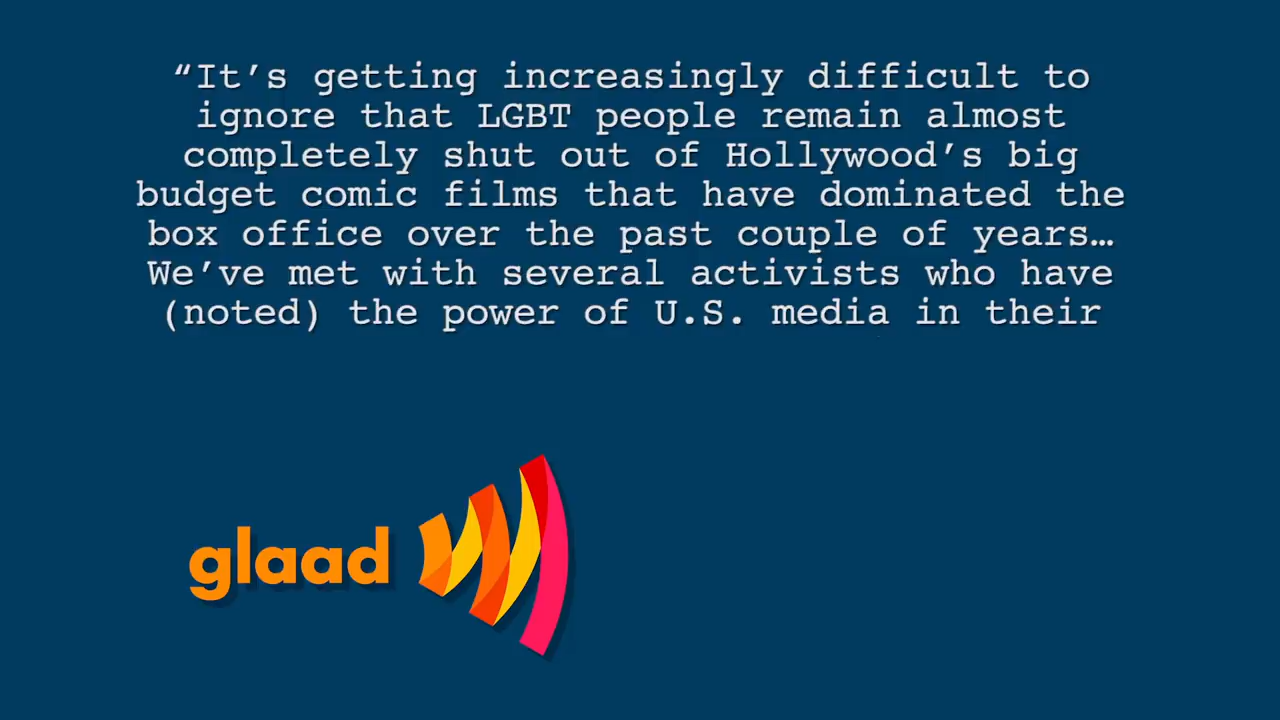 “It’s getting increasingly difficult to
ignore that LGBT people remain almost
completely shut out of Hollywood’s big
budget comic films that have dominated the
box office over the past couple of years…
We’ve met with several activists who have
(noted) the power of U.S. media in their
glaad